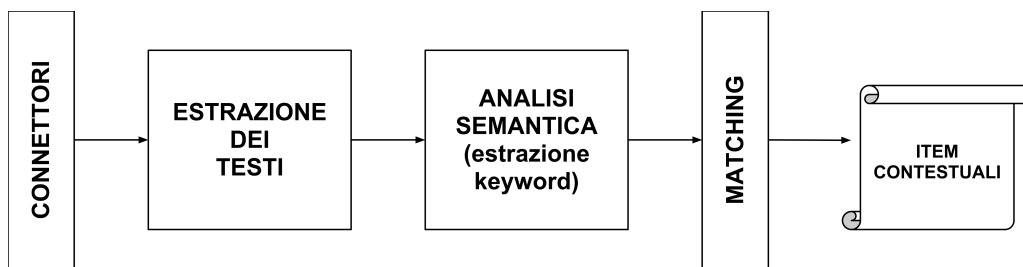 CONNETTORI
ESTRAZIONE
DEI
TESTI
ANALISI
SEMANTICA
(estrazione
keyword)
MATCHING
ITEM
CONTESTUALI